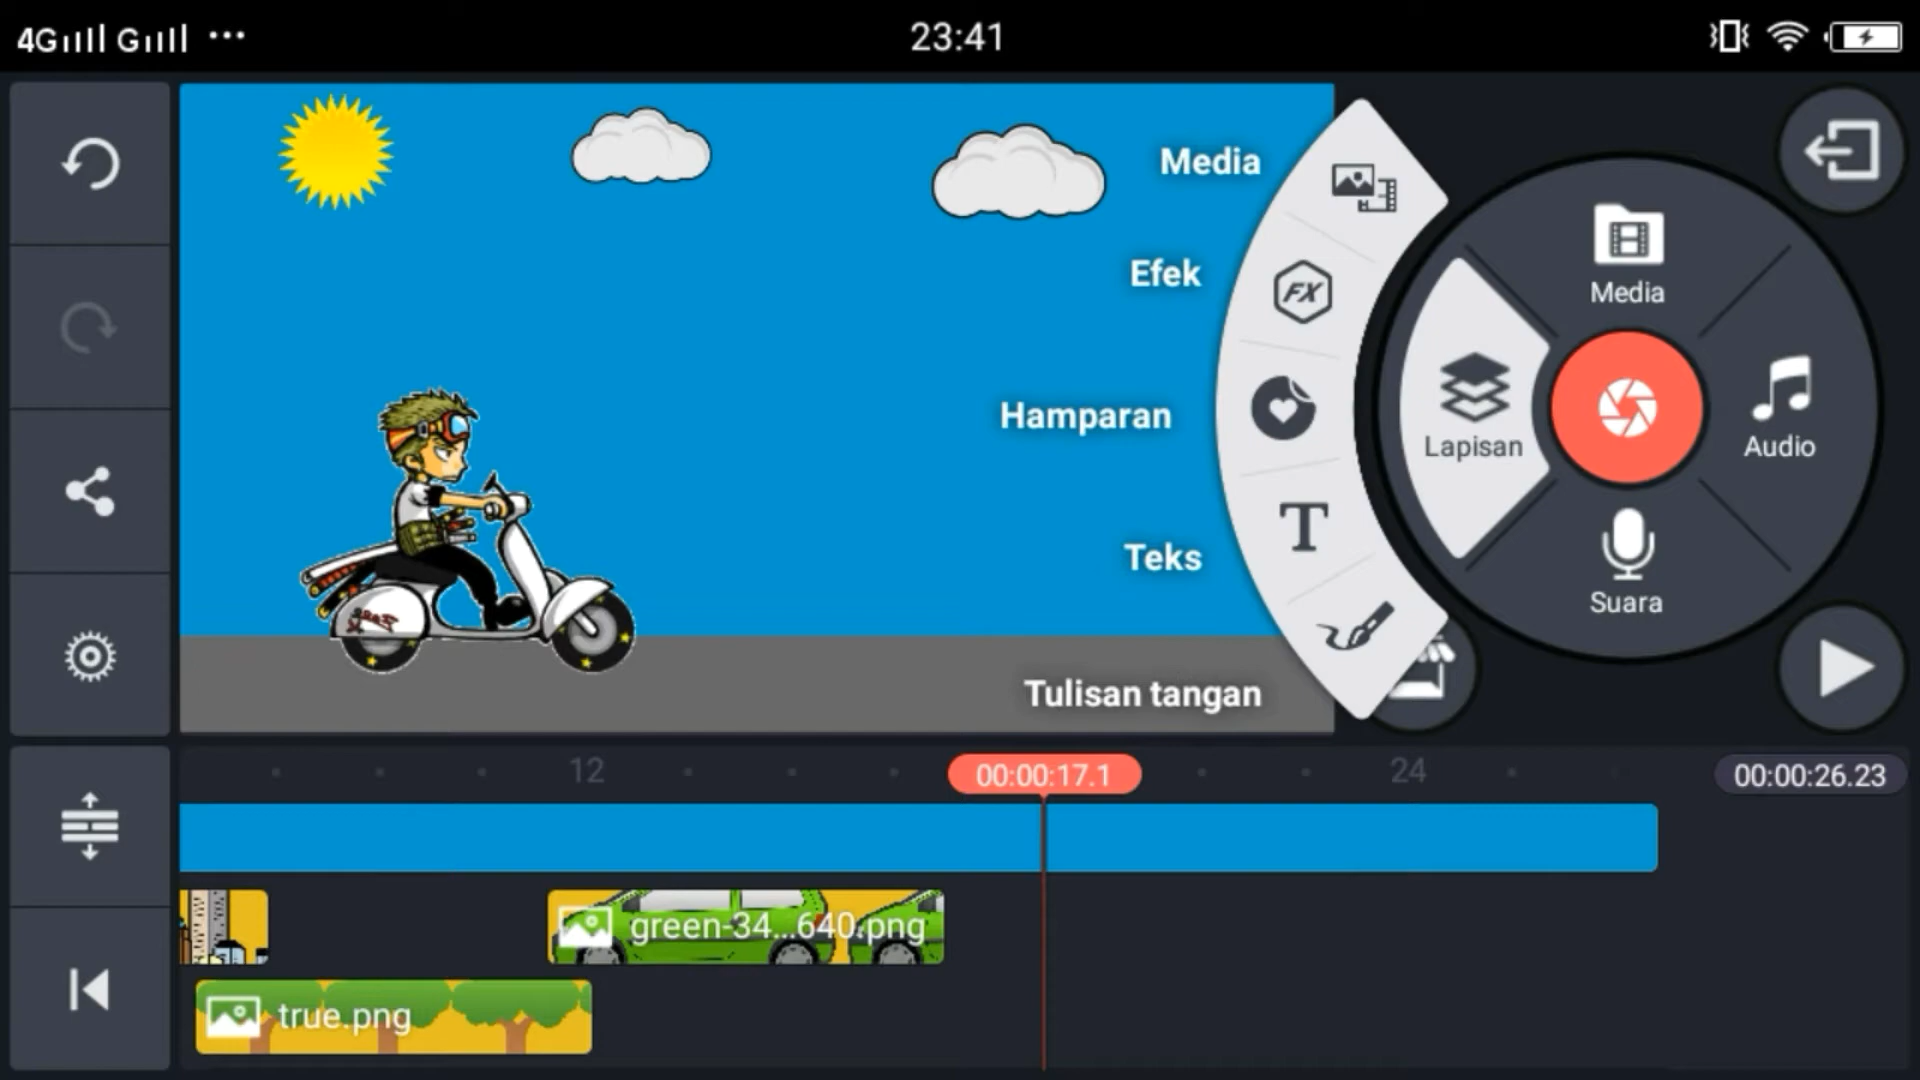 4G G ...
23:41
Media
Efek
Hamparan
Teks
Tulisan tangan
FX
T
Media
Lapisan
Audio
Suara
12
00:00:17.1
24
00:00:26.23
green-34...640.png
true.png